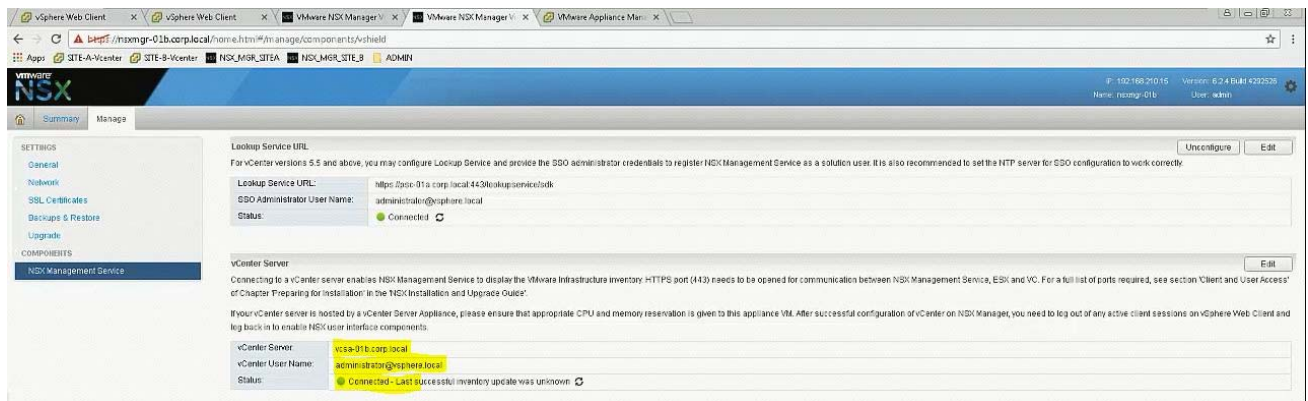 vSphere Web Client
vSphere Web Client
VMware NSX Manager V
VMware NSX Manager V
VMware Appliance Man
https://nsxmgr-01b.corp.local/home.html#/manage/components/vshield
Apps SITE-A-Vcenter SITE-B-Vcenter NSX_MGR_SITEA NSX_MGR_SITE_B ADMIN
vmware
NSX
IP: 192.168.210.15 Version: 6.2.4 Build 4292526
Name: nsxmgr-01b User: admin
Summary Manage
SETTINGS
General
Network
SSL Certificates
Backups & Restore
Upgrade
COMPONENTS
NSX Management Service
Lookup Service URL
Unconfigure Edit
For vCenter versions 5.5 and above, you may configure Lookup Service and provide the SSO administrator credentials to register NSX Management Service as a solution user. It is also recommended to set the NTP server for SSO configuration to work correctly.
Lookup Service URL: https://psc-01a.corp.local:443/lookupservice/sdk
SSO Administrator User Name: administrator@vsphere.local
Status: Connected
vCenter Server
Edit
Connecting to a vCenter server enables NSX Management Service to display the VMware Infrastructure inventory. HTTPS port (443) needs to be opened for communication between NSX Management Service, ESX and VC. For a full list of ports required, see section 'Client and User Access'
of Chapter 'Preparing for Installation' in the 'NSX Installation and Upgrade Guide'.
If your vCenter server is hosted by a vCenter Server Appliance, please ensure that appropriate CPU and memory reservation is given to this appliance VM. After successful configuration of vCenter on NSX Manager, you need to log out of any active client sessions on vSphere Web Client and
log back in to enable NSX user interface components.
vCenter Server: vcsa-01b.corp.local
vCenter User Name: administrator@vsphere.local
Status: Connected - Last successful inventory update was unknown